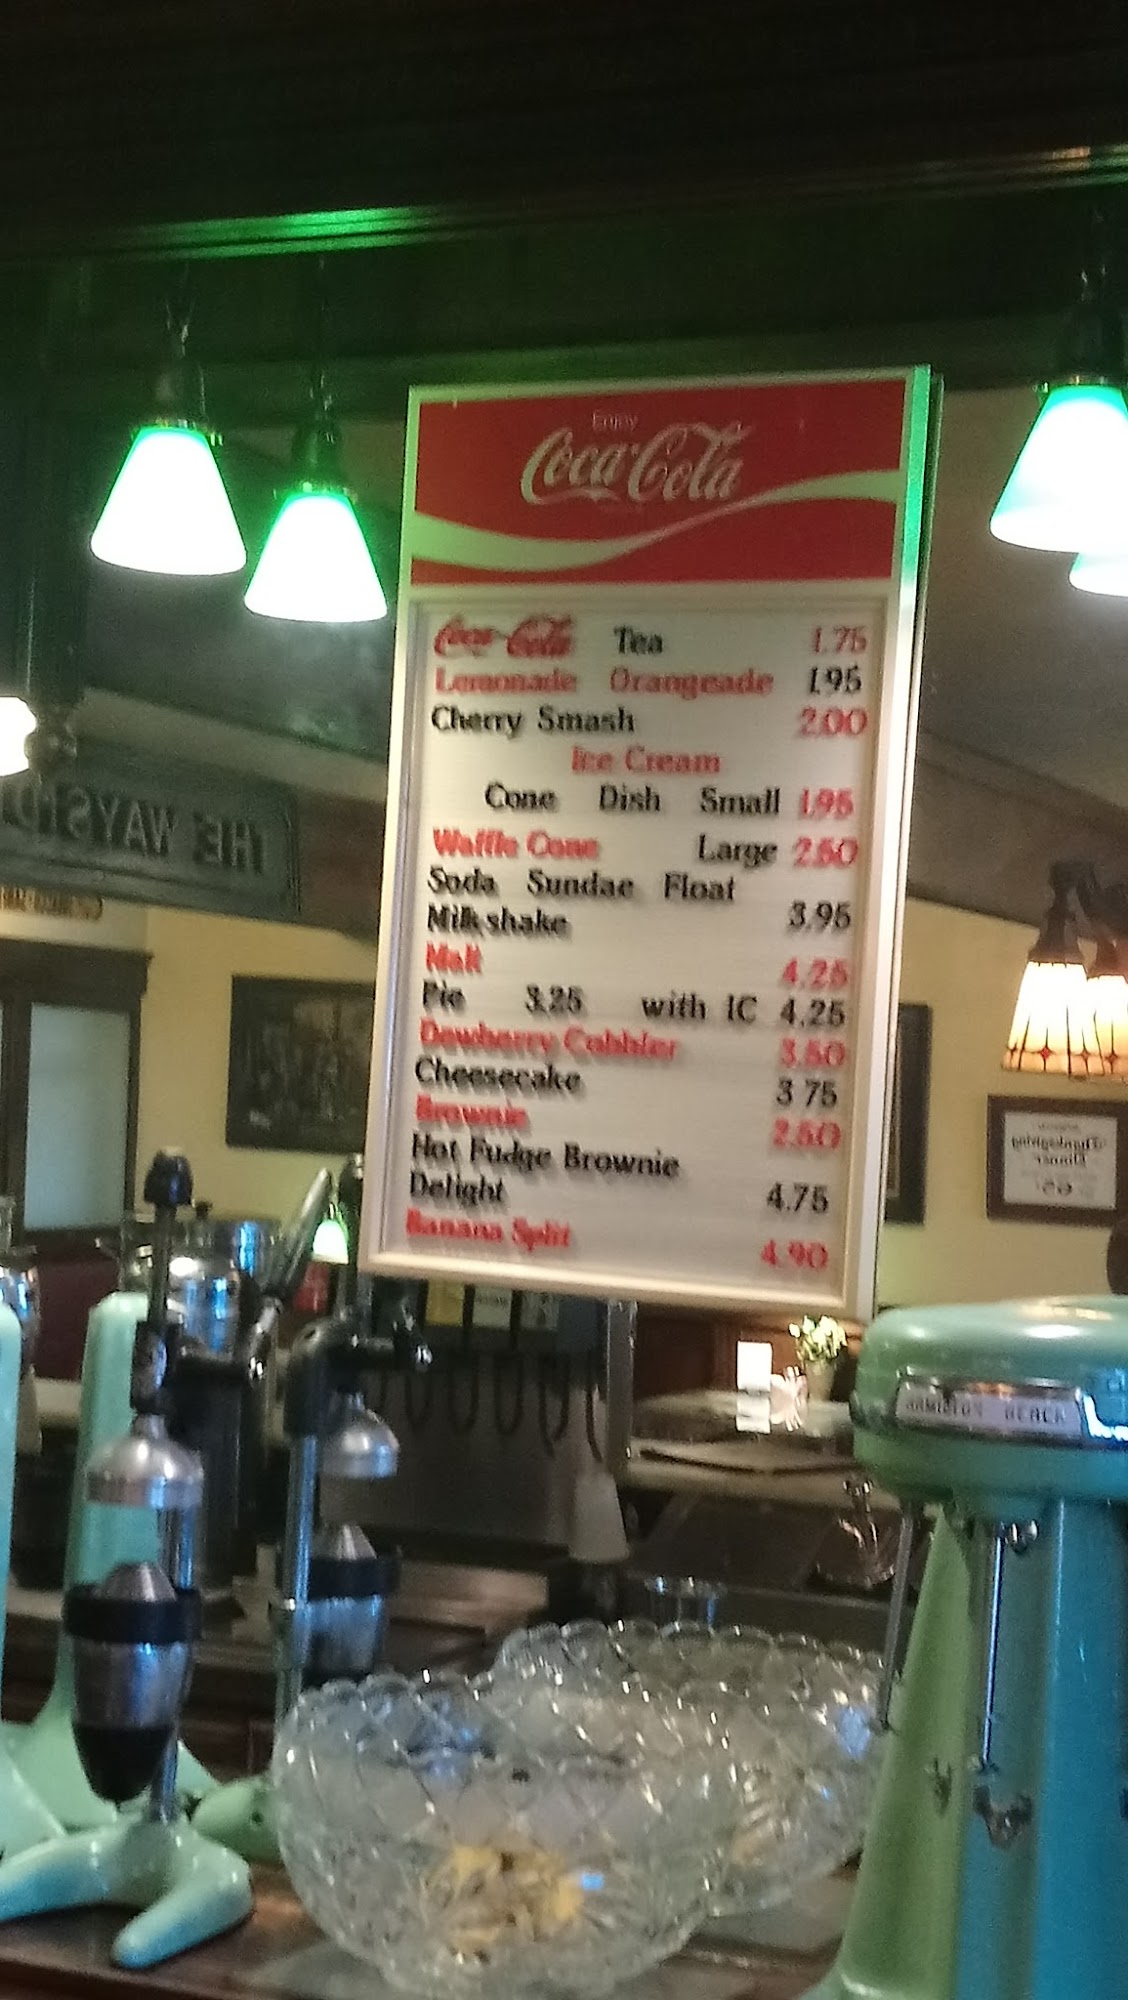 Enjoy
Coca-Cola
Coca-Cola Tea 1.75
Lemonade Orangeade 1.95
Cherry Smash 2.00
Ice Cream
Cone Dish Small 1.95
Waffle Cone Large 2.50
Soda Sundae Float
Milkshake 3.95
Malt 4.25
Pie 3.25 with IC 4.25
Dewberry Cobbler 3.50
Cheesecake 3 75
Brownie 2.50
Hot Fudge Brownie
Delight 4.75
Banana Split 4.90
THE WAYSID
Thanksgiving
Dinner
HAMILTON BEACH